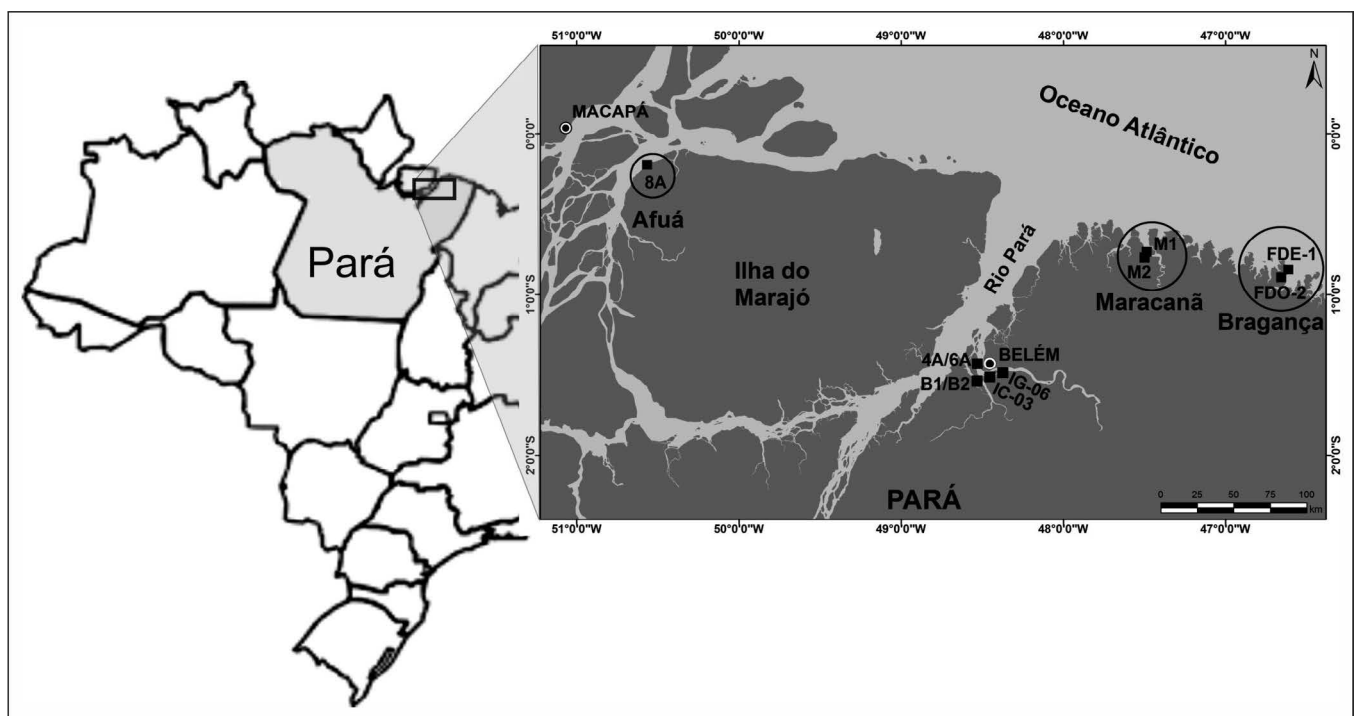 Pará
51°0'0"W 50°0'0"W 49°0'0"W 48°0'0"W 47°0'0"W
N
MACAPÁ
Oceano Atlântico
0°0'0"
0°0'0"
8A
Afuá
Ilha do
Marajó
Rio Pará
M1
M2
Maracanã
FDE-1
FDO-2
Bragança
1°0'0"S
1°0'0"S
4A/6A
BELÉM
B1/B2
IG-06
IC-03
2°0'0"S
2°0'0"S
PARÁ
0 25 50 75 100
km
51°0'0"W 50°0'0"W 49°0'0"W 48°0'0"W 47°0'0"W